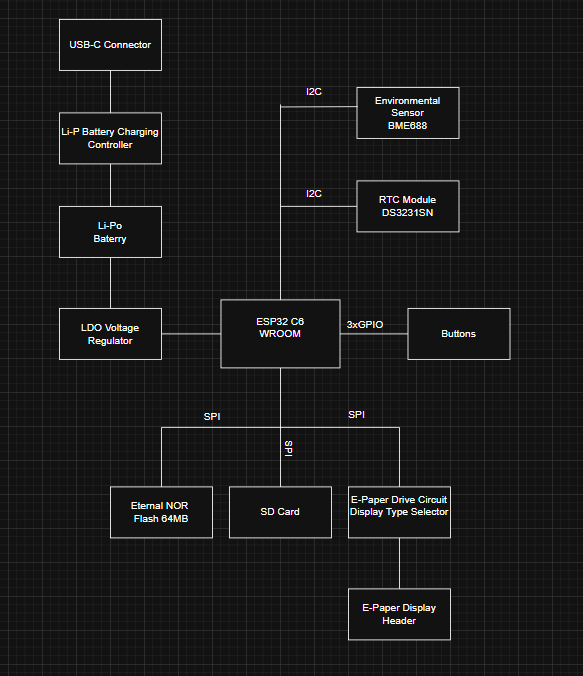 USB-C Connector
I2C
Environmental
Sensor
BME688
Li-P Battery Charging
Controller
I2C
RTC Module
DS3231SN
Li-Po
Baterry
LDO Voltage
Regulator
ESP32 C6
WROOM
3xGPIO
Buttons
SPI
SPI
SPI
Eternal NOR
Flash 64MB
SD Card
E-Paper Drive Circuit
Display Type Selector
E-Paper Display
Header